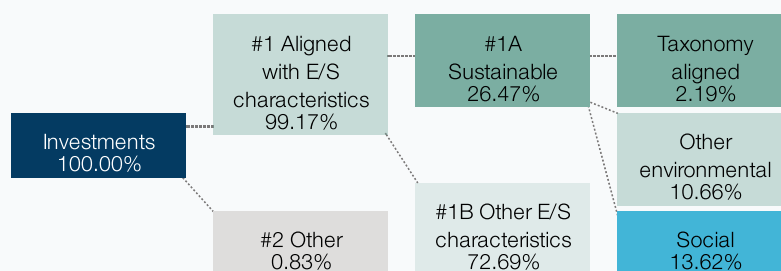 Investments
100.00%
#1 Aligned
with E/S
characteristics
99.17%
#2 Other
0.83%
#1A
Sustainable
26.47%
#1B Other E/S
characteristics
72.69%
Taxonomy
aligned
2.19%
Other
environmental
10.66%
Social
13.62%